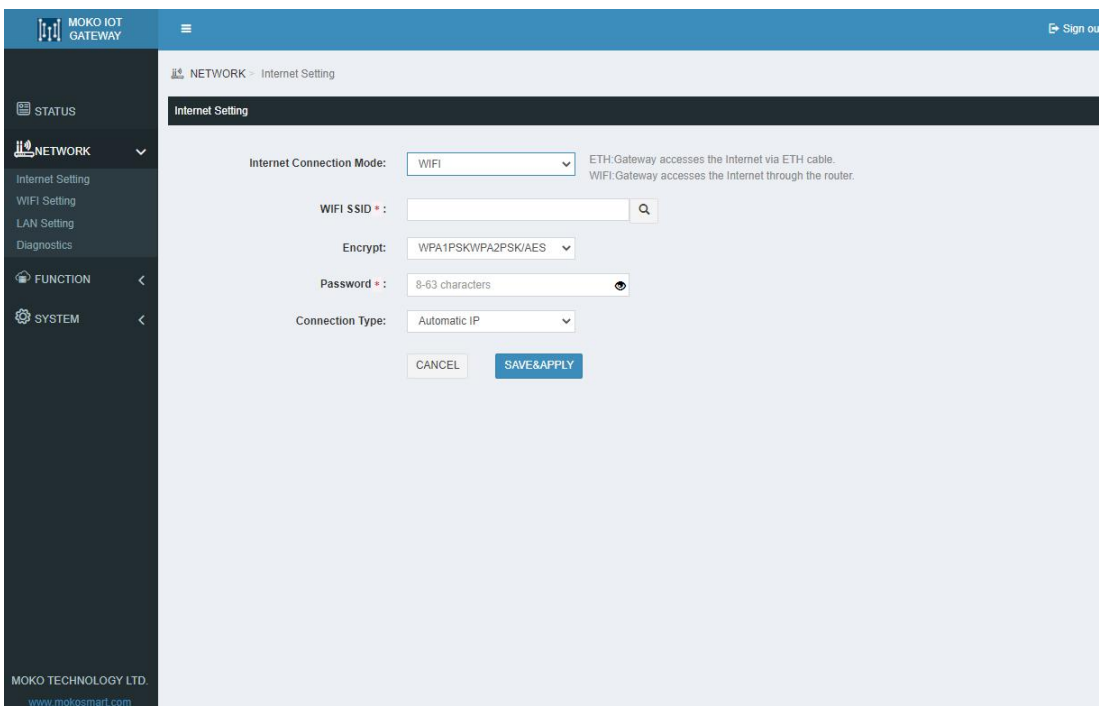 MOKO IOT
GATEWAY
Sign ou
NETWORK > Internet Setting
STATUS
Internet Setting
NETWORK
Internet Setting
WIFI Setting
LAN Setting
Diagnostics
FUNCTION
SYSTEM
Internet Connection Mode: WIFI
ETH:Gateway accesses the Internet via ETH cable.
WIFI:Gateway accesses the Internet through the router.
WIFI SSID * :
Encrypt: WPA1PSKWPA2PSK/AES
Password * : 8-63 characters
Connection Type: Automatic IP
CANCEL SAVE&APPLY
MOKO TECHNOLOGY LTD.
www.mokosmart.com